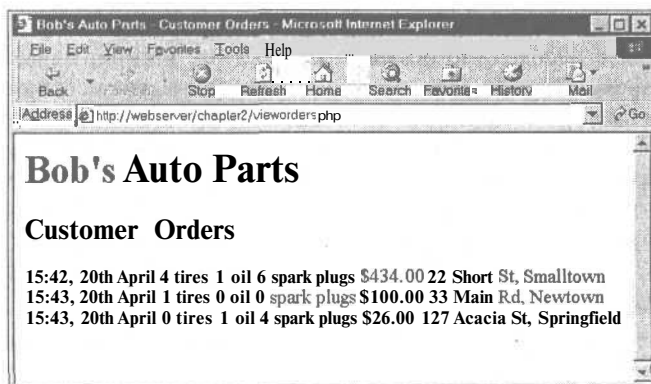 Bob's Auto Parts - Customer Orders - Microsoft Internet Explorer
File Edit View Favorites Tools Help
Back Stop Refresh Home Search Favorites History Mail
Address http://webserver/chapter2/vieworders.php Go
Bob's Auto Parts
Customer Orders
15:42, 20th April 4 tires 1 oil 6 spark plugs $434.00 22 Short St, Smalltown
15:43, 20th April 1 tires 0 oil 0 spark plugs $100.00 33 Main Rd, Newtown
15:43, 20th April 0 tires 1 oil 4 spark plugs $26.00 127 Acacia St, Springfield